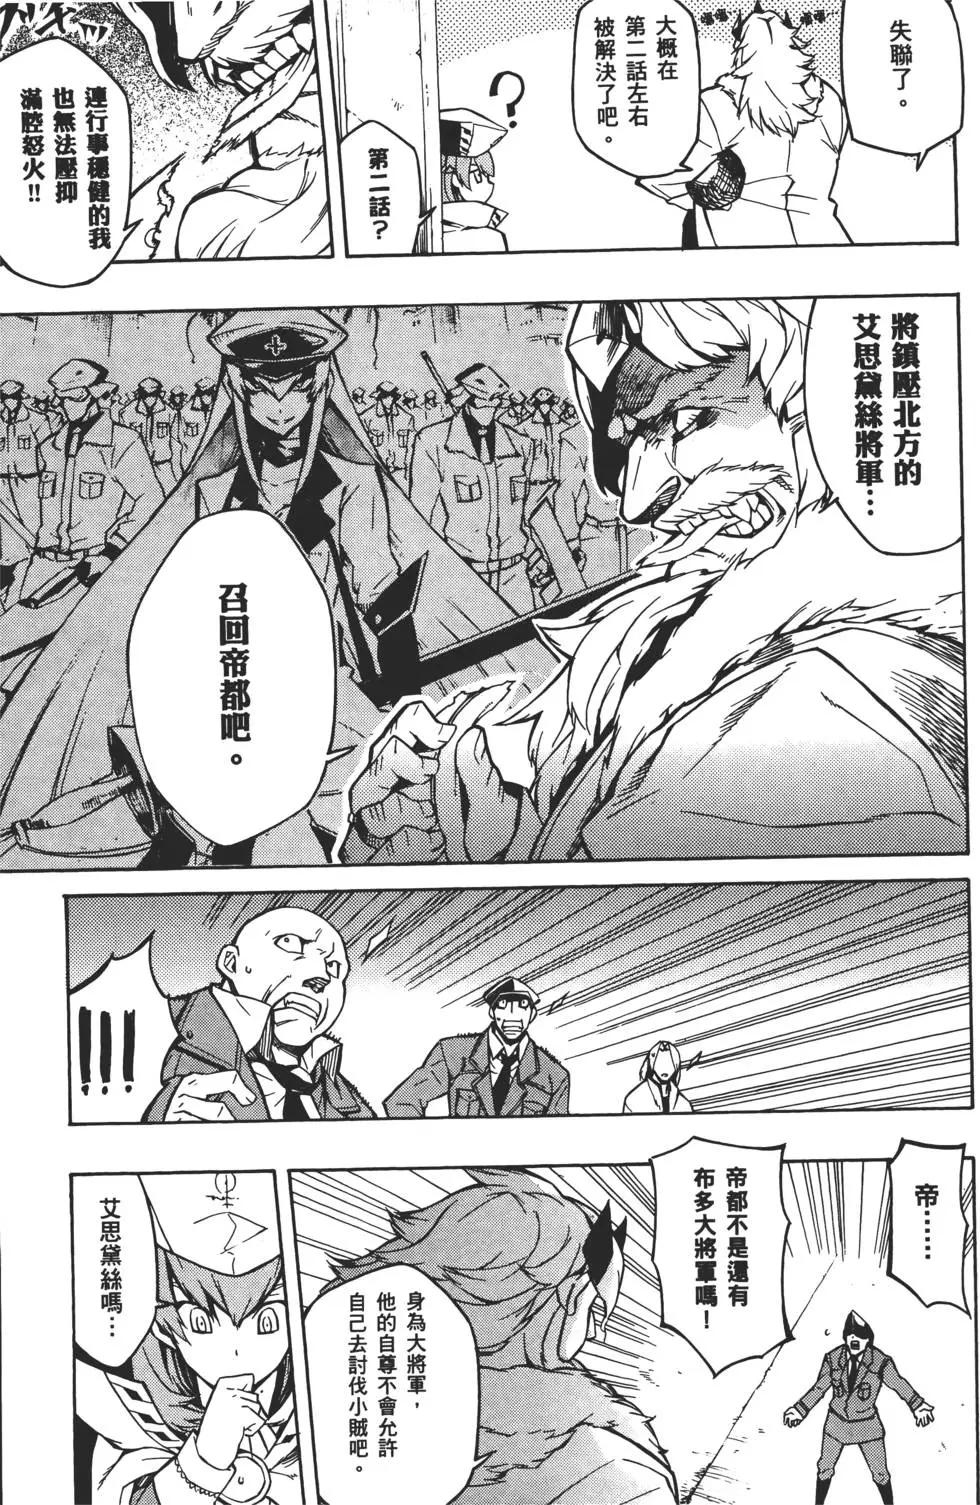 失聯了。
大概在
第二話左右
被解決了吧。
?
第二話?
連行事穩健的我
也無法壓抑
滿腔怒火!!
將鎮壓北方的
艾思黛絲將軍…
召回帝都吧。
!!!
帝……
帝都不是還有
布多大將軍嗎!
身為大將軍,
他的自尊不會允許
自己去討伐小賊吧。
艾思黛絲嗎…